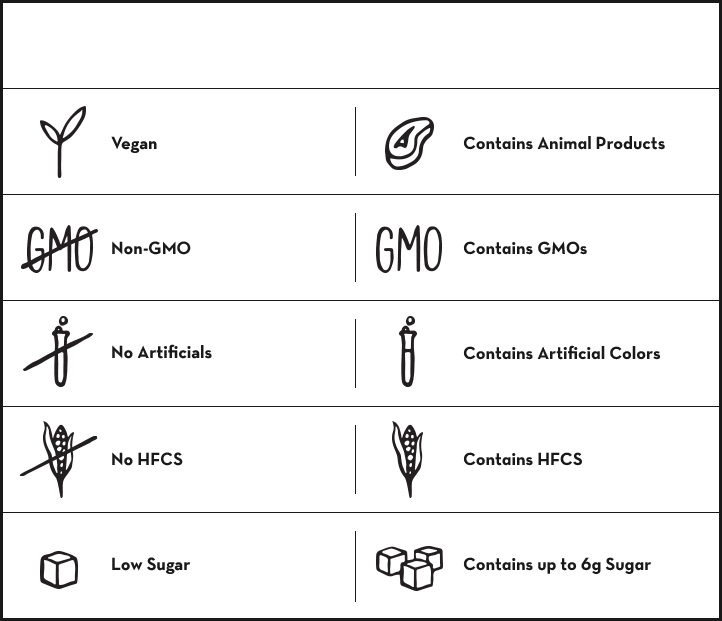 Vegan
Contains Animal Products
GMO
Non-GMO
GMO
Contains GMOs
No Artificials
Contains Artificial Colors
No HFCS
Contains HFCS
Low Sugar
Contains up to 6g Sugar